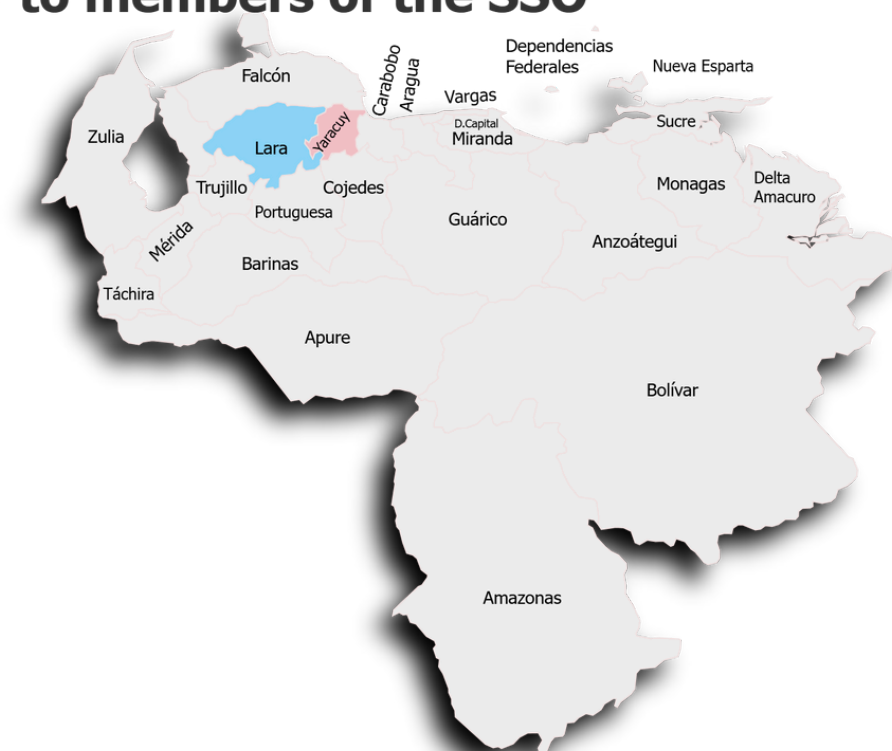 to members of the SSO
Dependencias
Federales
Falcón
Carabobo
Aragua
Nueva Esparta
Vargas
Zulia
Lara
Yaracuy
D.Capital
Miranda
Sucre
Trujillo
Cojedes
Monagas
Delta
Amacuro
Portuguesa
Guárico
Mérida
Anzoátegui
Barinas
Táchira
Apure
Bolívar
Amazonas